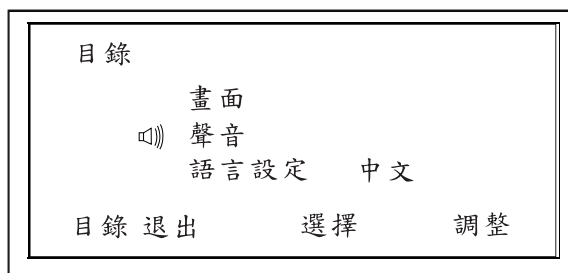 目錄
畫面
聲音
語言設定 中文
目錄 退出 選擇 調整